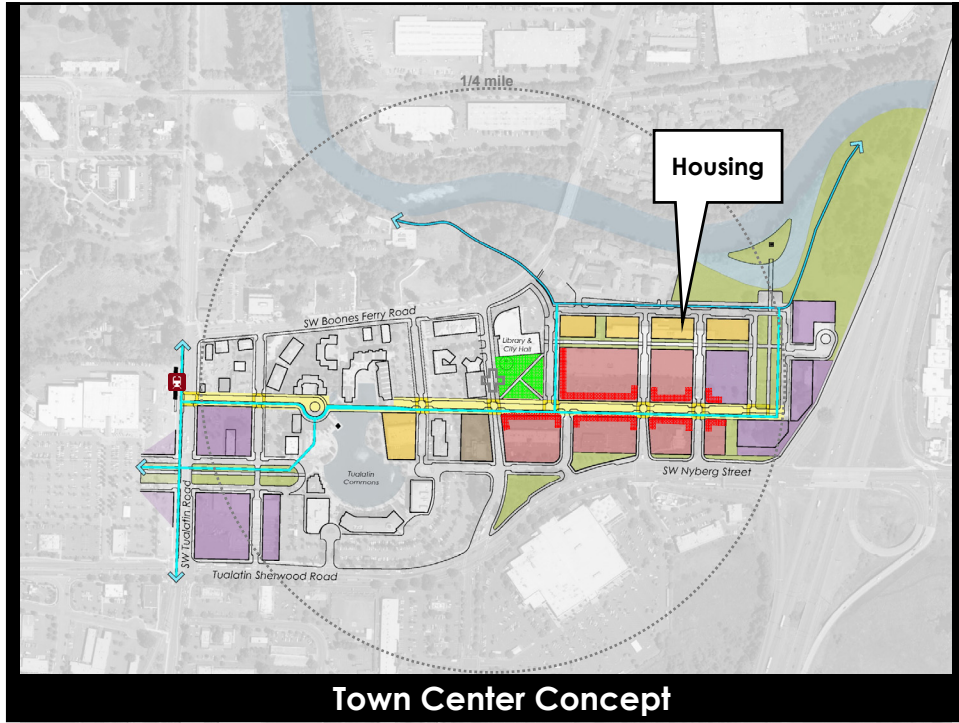 1/4 mile
Housing
SW Boones Ferry Road
Library &
City Hall
Tualatin
Commons
SW Nyberg Street
SW Tualatin Road
Tualatin Sherwood Road
Town Center Concept